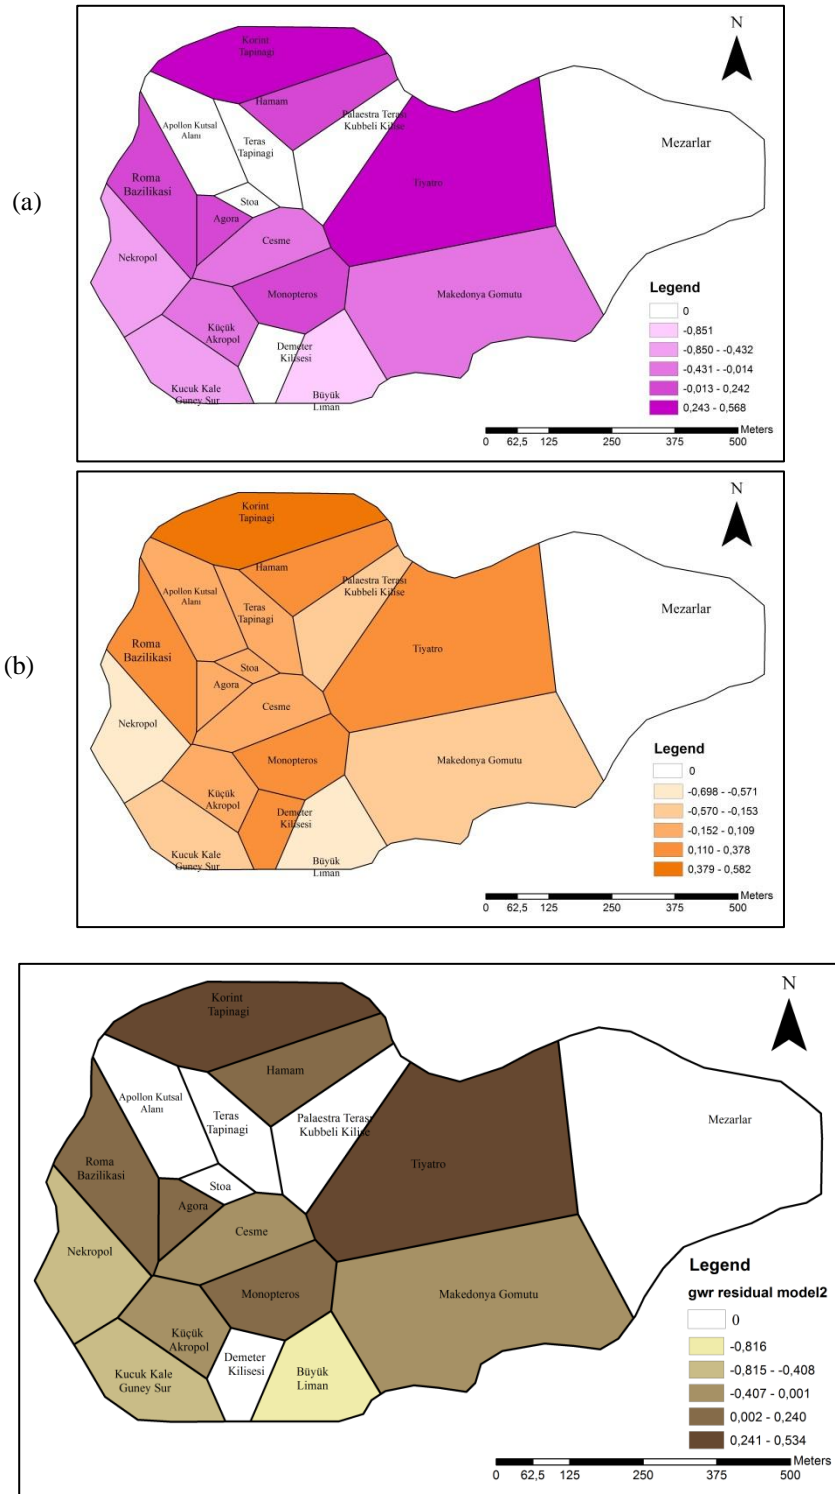 (a)
N
Korint
Tapinagi
Hamam
Palaestra Terası
Kubbeli Kilise
Apollon Kutsal
Alanı
Teras
Tapinagi
Mezarlar
Roma
Bazilikasi
Tiyatro
Stoa
Agora
Cesme
Nekropol
Monopteros
Makedonya Gomutu
Küçük
Akropol
Demeter
Kilisesi
Kucuk Kale
Guney Sur
Büyük
Liman
Legend
0
-0,851
-0,850 - -0,432
-0,431 - -0,014
-0,013 - 0,242
0,243 - 0,568
Meters
0 62,5 125 250 375 500
(b)
N
Korint
Tapinagi
Hamam
Palaestra Terası
Kubbeli Kilise
Apollon Kutsal
Alanı
Teras
Tapinagi
Mezarlar
Roma
Bazilikasi
Tiyatro
Stoa
Agora
Cesme
Nekropol
Monopteros
Makedonya Gomutu
Küçük
Akropol
Demeter
Kilisesi
Kucuk Kale
Guney Sur
Büyük
Liman
Legend
0
-0,698 - -0,571
-0,570 - -0,153
-0,152 - 0,109
0,110 - 0,378
0,379 - 0,582
Meters
0 62,5 125 250 375 500
N
Korint
Tapinagi
Hamam
Apollon Kutsal
Alanı
Teras
Tapinagi
Palaestra Terası
Kubbeli Kilise
Mezarlar
Roma
Bazilikasi
Tiyatro
Stoa
Agora
Cesme
Nekropol
Monopteros
Makedonya Gomutu
Küçük
Akropol
Demeter
Kilisesi
Kucuk Kale
Guney Sur
Büyük
Liman
Legend
gwr residual model2
0
-0,816
-0,815 - -0,408
-0,407 - 0,001
0,002 - 0,240
0,241 - 0,534
Meters
0 62,5 125 250 375 500